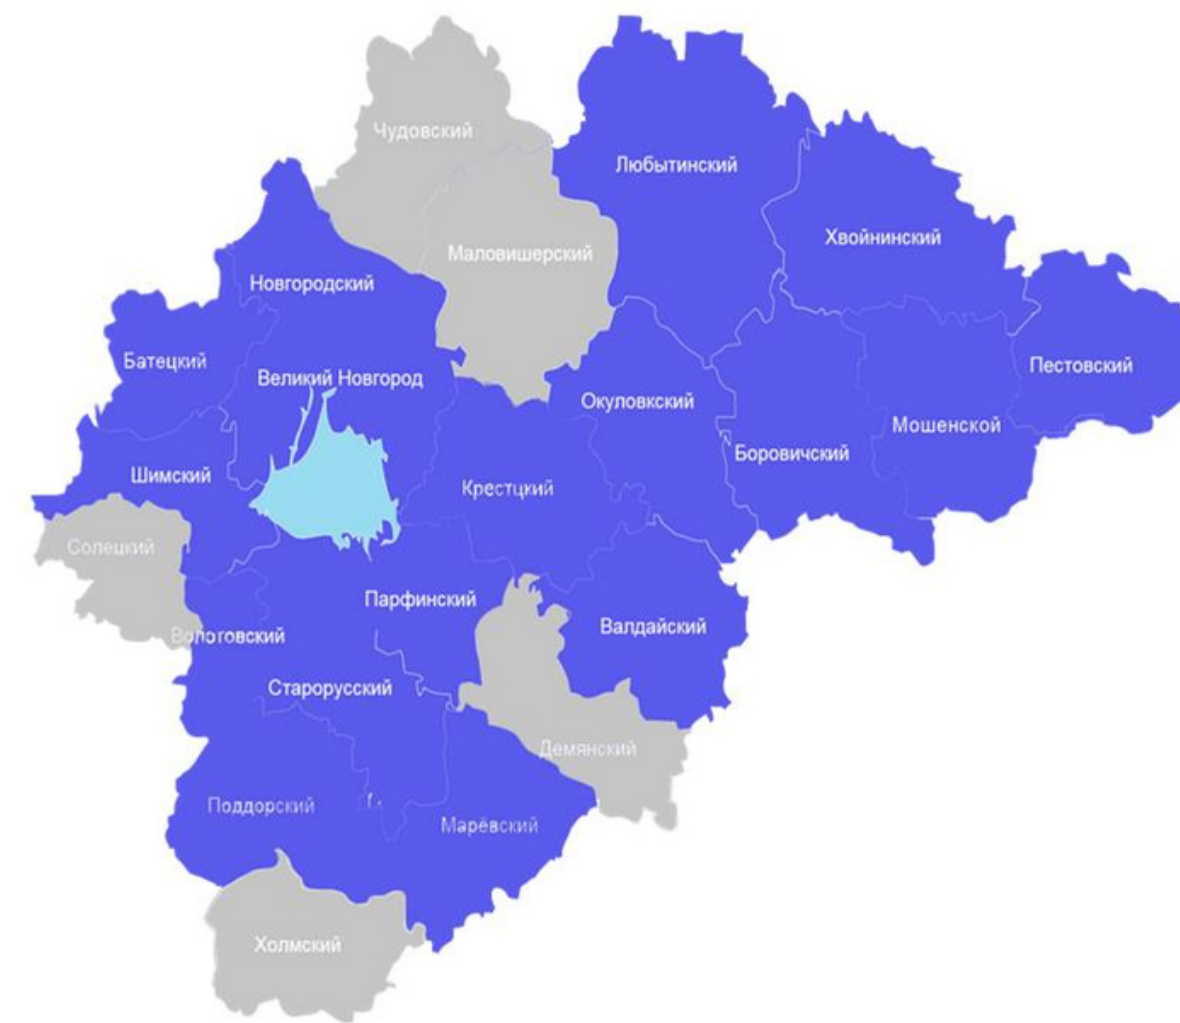 Чудовский
Любытинский
Хвойнинский
Маловишерский
Новгородский
Батецкий
Великий Новгород
Пестовский
Окуловкский
Мошенской
Боровичский
Шимский
Крестцкий
Солецкий
Парфинский
Валдайский
Волотовский
Старорусский
Демянский
Поддорский
Марёвский
Холмский